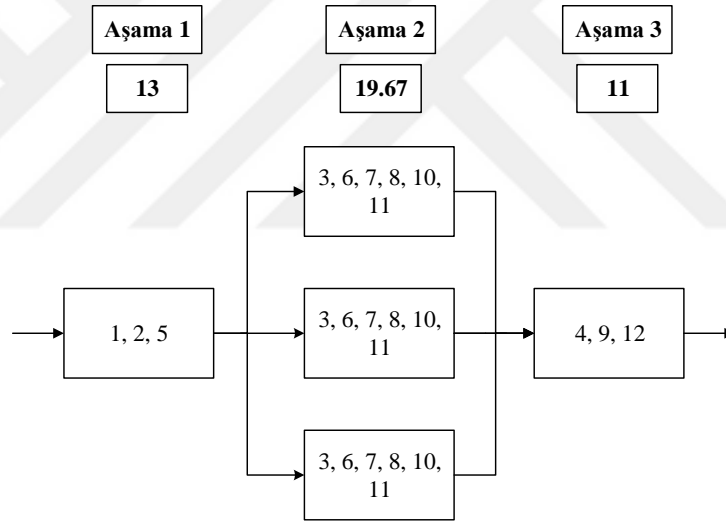 Aşama 1
Aşama 2
Aşama 3
13
19.67
11
3, 6, 7, 8, 10,
11
1, 2, 5
3, 6, 7, 8, 10,
11
4, 9, 12
3, 6, 7, 8, 10,
11